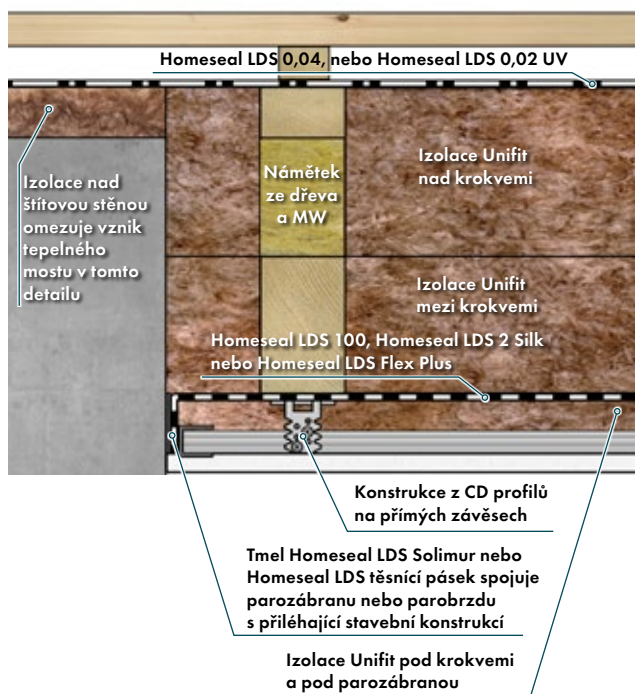 Homeseal LDS 0,04, nebo Homeseal LDS 0,02 UV
Izolace nad
štítovou stěnou
omezuje vznik
tepelného
mostu v tomto
detailu
Námětek
ze dřeva
a MW
Izolace Unifit
nad krokvemi
Izolace Unifit
mezi krokvemi
Homeseal LDS 100, Homeseal LDS 2 Silk
nebo Homeseal LDS Flex Plus
Konstrukce z CD profilů
na přímých závěsech
Tmel Homeseal LDS Solimur nebo
Homeseal LDS těsnící pásek spojuje
parozábranu nebo parobrzdu
s přiléhající stavební konstrukcí
Izolace Unifit pod krokvemi
a pod parozábranou